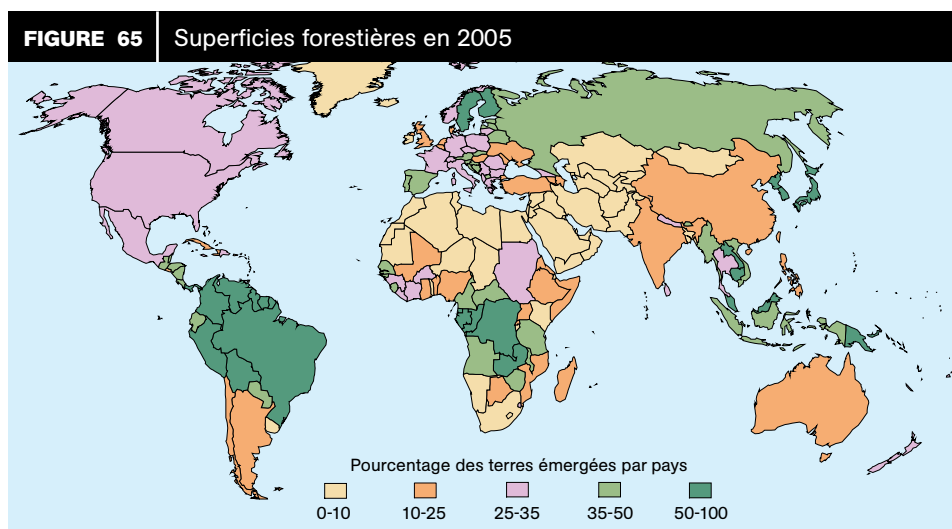 FIGURE 65 Superficies forestières en 2005
Pourcentage des terres émergées par pays
0-10 10-25 25-35 35-50 50-100